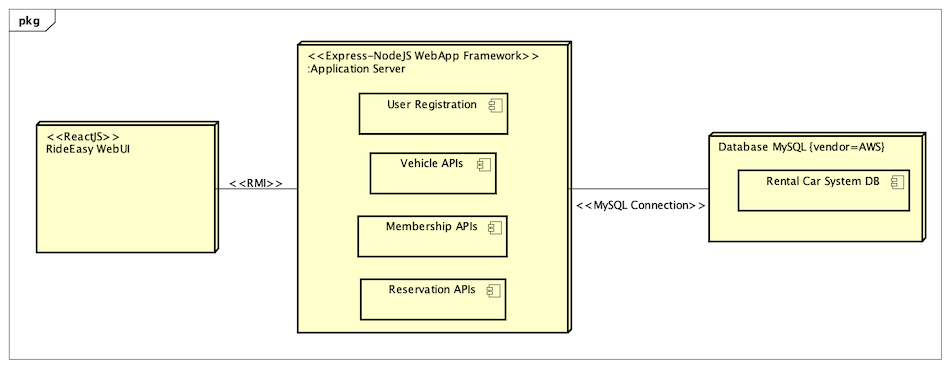 pkg
<<ReactJS>>
RideEasy WebUI
<<RMI>>
<<Express-NodeJS WebApp Framework>>
:Application Server
User Registration
Vehicle APIs
Membership APIs
Reservation APIs
<<MySQL Connection>>
Database MySQL {vendor=AWS}
Rental Car System DB